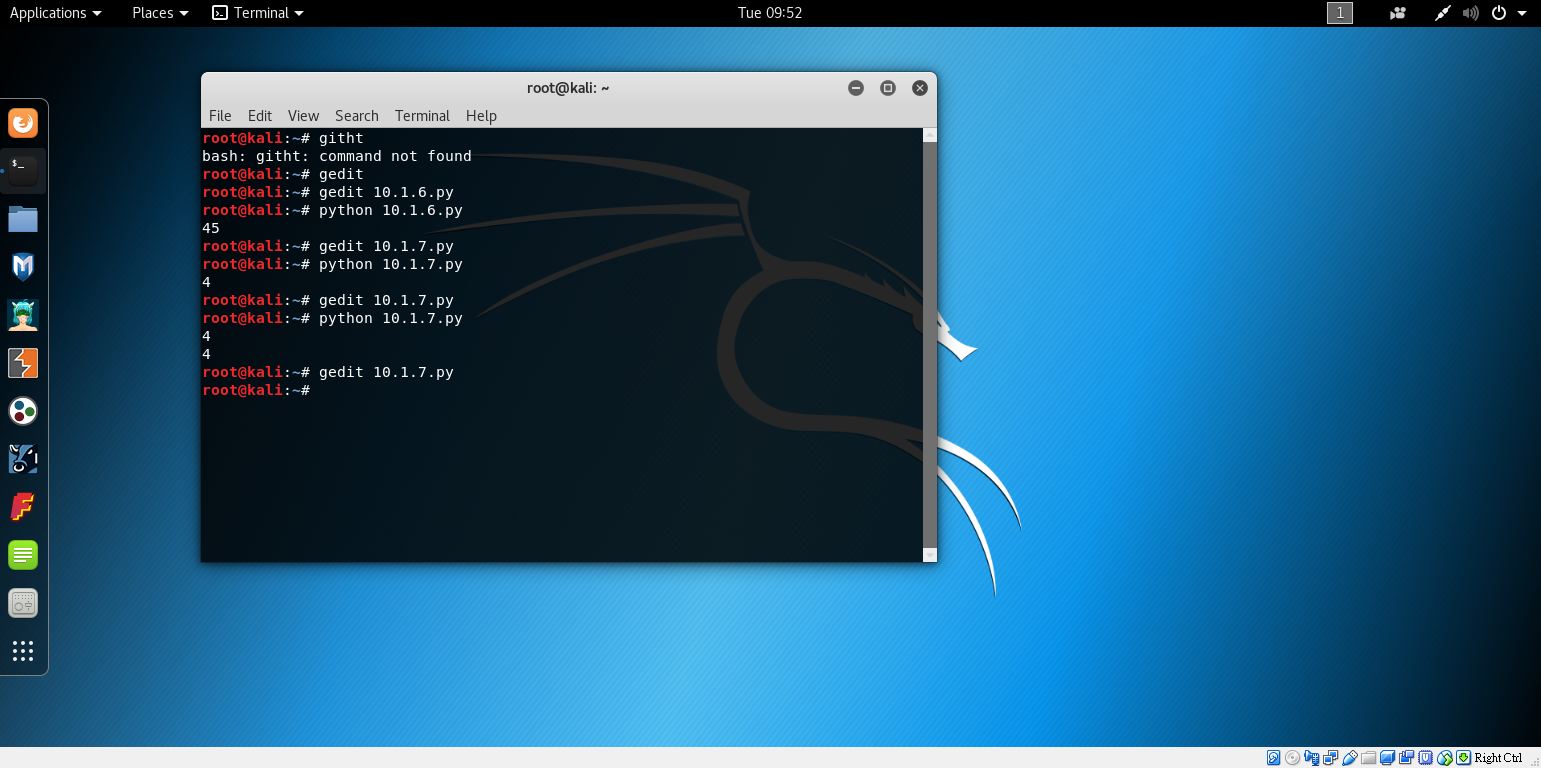 Applications Places Terminal Tue 09:52 1
root@kali: ~
File Edit View Search Terminal Help
root@kali:~# githt
bash: githt: command not found
root@kali:~# gedit
root@kali:~# gedit 10.1.6.py
root@kali:~# python 10.1.6.py
45
root@kali:~# gedit 10.1.7.py
root@kali:~# python 10.1.7.py
4
root@kali:~# gedit 10.1.7.py
root@kali:~# python 10.1.7.py
4
4
root@kali:~# gedit 10.1.7.py
root@kali:~#
$_
Right Ctrl